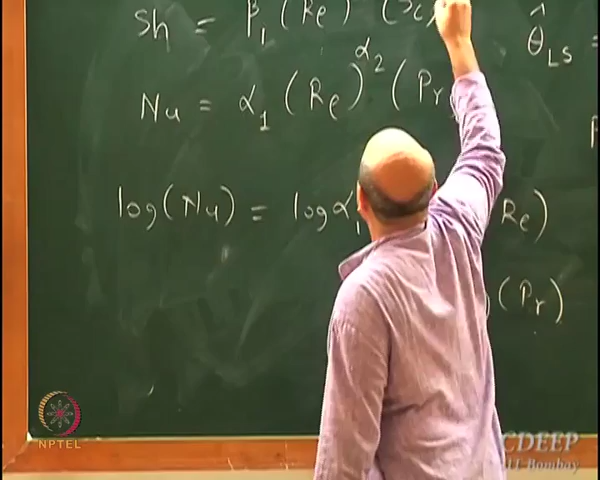 Sh = β₁ (Re) (Sc)
θ̂_LS =
Nu = α₁ (Re)^α₂ (Pr
log(Nu) = log α₁ Re)
(Pr)
NPTEL
CDEEP
IIT Bombay